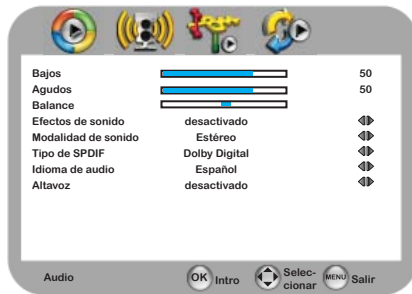 Bajos 50
Agudos 50
Balance
Efectos de sonido desactivado
Modalidad de sonido Estéreo
Tipo de SPDIF Dolby Digital
Idioma de audio Español
Altavoz desactivado
Audio OK Intro Selec-cionar MENU Salir